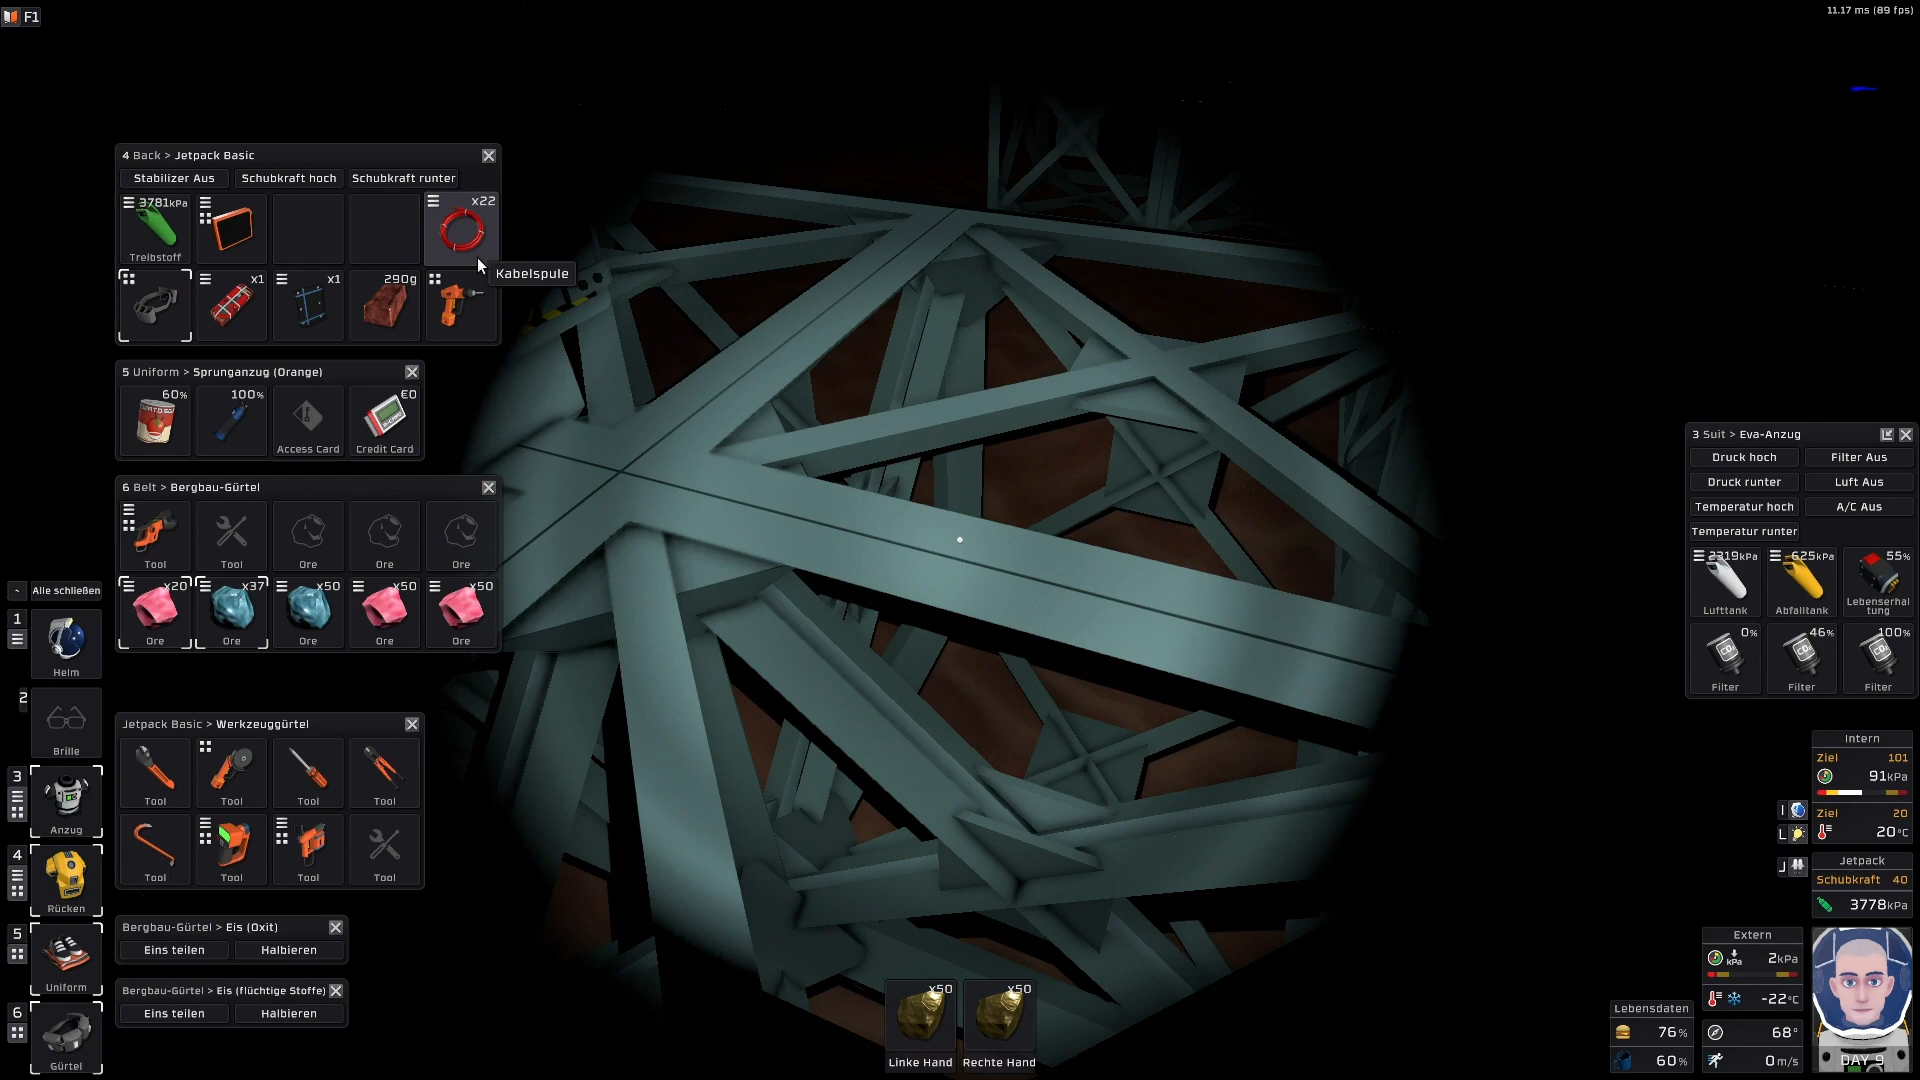 F1
11.17 ms (89 fps)
4 Back > Jetpack Basic
Stabilizer Aus
Schubkraft hoch
Schubkraft runter
3781kPa
x22
Treibstoff
Kabelspule
x1
x1
290g
5 Uniform > Sprunganzug (Orange)
60%
100%
€0
Access Card
Credit Card
6 Belt > Bergbau-Gürtel
Tool
Tool
Ore
Ore
Ore
x20
x37
x50
x50
x50
Ore
Ore
Ore
Ore
Ore
~
Alle schließen
1
Helm
2
Brille
3
Anzug
4
Rücken
5
Uniform
6
Gürtel
Jetpack Basic > Werkzeuggürtel
Tool
Tool
Tool
Tool
Tool
Tool
Tool
Tool
Bergbau-Gürtel > Eis (Oxit)
Eins teilen
Halbieren
Bergbau-Gürtel > Eis (flüchtige Stoffe)
Eins teilen
Halbieren
x50
x50
Linke Hand
Rechte Hand
3 Suit > Eva-Anzug
Druck hoch
Filter Aus
Druck runter
Luft Aus
Temperatur hoch
A/C Aus
Temperatur runter
2319kPa
625kPa
55%
Lufttank
Abfalltank
Lebenserhal
tung
0%
46%
100%
CO2
CO2
CO2
Filter
Filter
Filter
Intern
Ziel 101
91kPa
I
Ziel 20
L
20°C
Jetpack
J
Schubkraft 40
3778kPa
Extern
kPa
2kPa
-22°C
Lebensdaten
76%
68°
60%
0m/s
DAY 9